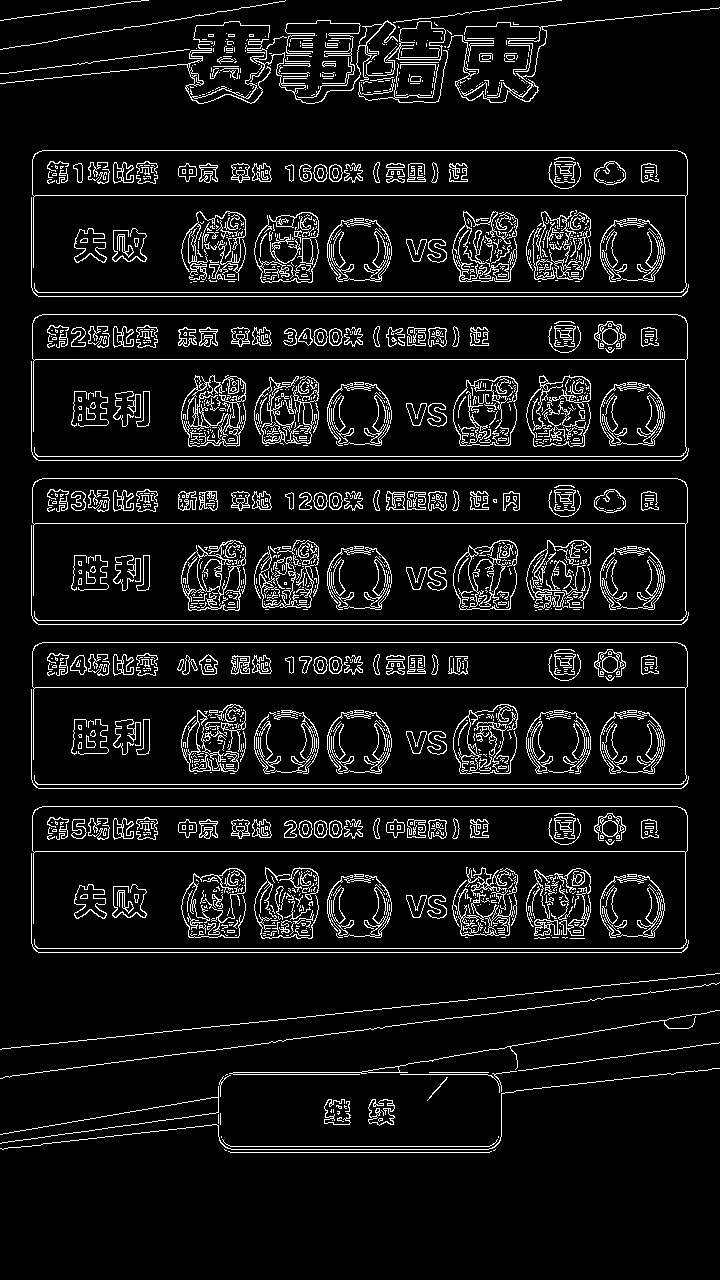 赛事结束
第1场比赛 中京 草地 1600米（英里）逆 夏 良
失败 第7名 第3名 VS 第2名 第1名
第2场比赛 东京 草地 3400米（长距离）逆 夏 良
胜利 第4名 第1名 VS 第2名 第3名
第3场比赛 新潟 草地 1200米（短距离）逆·内 夏 良
胜利 第3名 第1名 VS 第2名
第4场比赛 小仓 泥地 1700米（英里）顺 夏 良
胜利 第1名 VS 第2名
第5场比赛 中京 草地 2000米（中距离）逆 夏 良
失败 第2名 第3名 VS 第11名
继续